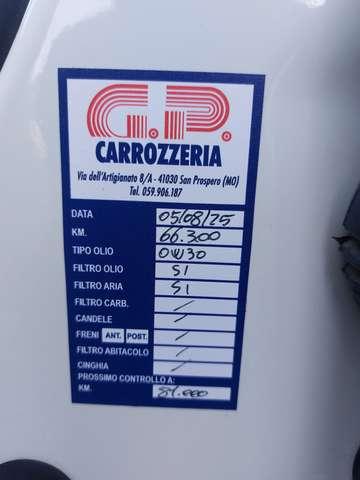 G.P.
CARROZZERIA
Via dell'Artigianato 8/A - 41030 San Prospero (MO)
Tel. 059.906.187
DATA 05/08/25
KM. 66.300
TIPO OLIO 0W30
FILTRO OLIO SI
FILTRO ARIA SI
FILTRO CARB. /
CANDELE /
FRENI ANT. POST. /
FILTRO ABITACOLO /
CINGHIA /
PROSSIMO CONTROLLO A:
KM. 81.000